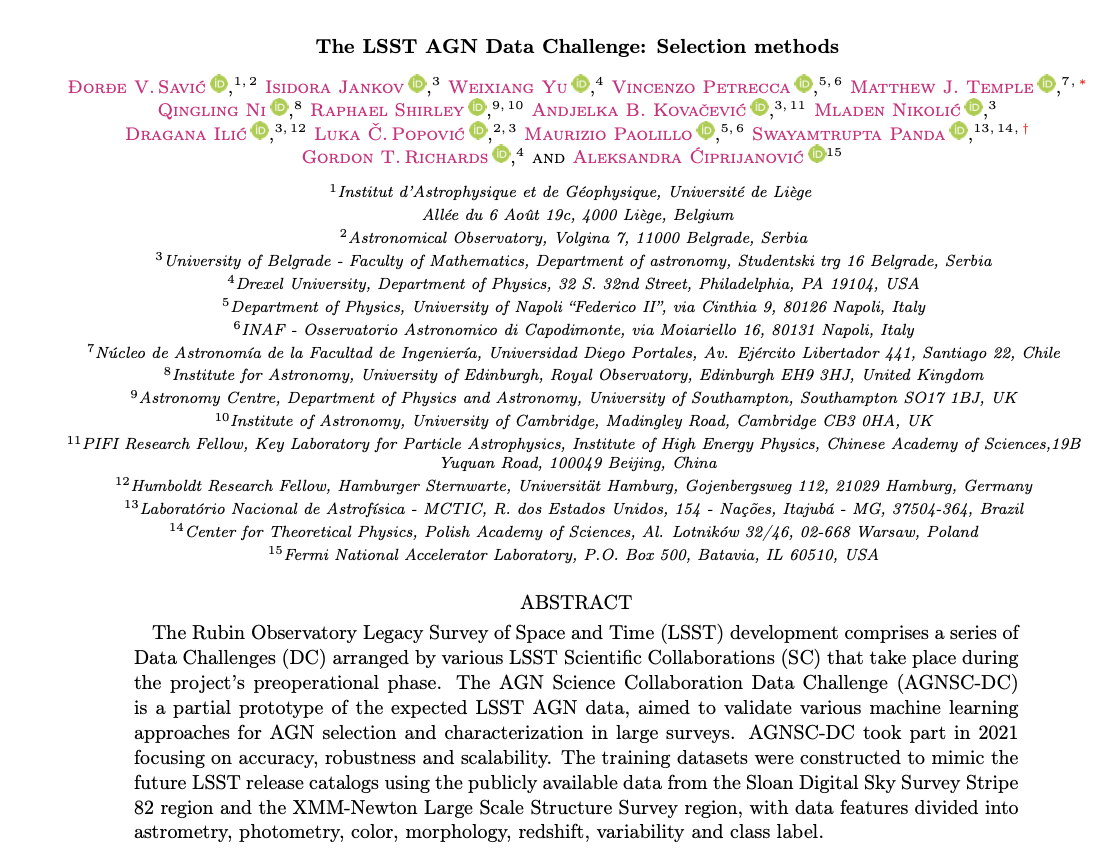 The LSST AGN Data Challenge: Selection methods
Đorđe V. Savić iD,1, 2 Isidora Jankov iD,3 Weixiang Yu iD,4 Vincenzo Petrecca iD,5, 6 Matthew J. Temple iD,7, *
Qingling Ni iD,8 Raphael Shirley iD,9, 10 Andjelka B. Kovačević iD,3, 11 Mladen Nikolić iD,3
Dragana Ilić iD,3, 12 Luka Č. Popović iD,2, 3 Maurizio Paolillo iD,5, 6 Swayamtrupta Panda iD,13, 14, †
Gordon T. Richards iD,4 and Aleksandra Ćiprijanović iD15
1Institut d'Astrophysique et de Géophysique, Université de Liège
Allée du 6 Août 19c, 4000 Liège, Belgium
2Astronomical Observatory, Volgina 7, 11000 Belgrade, Serbia
3University of Belgrade - Faculty of Mathematics, Department of astronomy, Studentski trg 16 Belgrade, Serbia
4Drexel University, Department of Physics, 32 S. 32nd Street, Philadelphia, PA 19104, USA
5Department of Physics, University of Napoli “Federico II”, via Cinthia 9, 80126 Napoli, Italy
6INAF - Osservatorio Astronomico di Capodimonte, via Moiariello 16, 80131 Napoli, Italy
7Núcleo de Astronomía de la Facultad de Ingeniería, Universidad Diego Portales, Av. Ejército Libertador 441, Santiago 22, Chile
8Institute for Astronomy, University of Edinburgh, Royal Observatory, Edinburgh EH9 3HJ, United Kingdom
9Astronomy Centre, Department of Physics and Astronomy, University of Southampton, Southampton SO17 1BJ, UK
10Institute of Astronomy, University of Cambridge, Madingley Road, Cambridge CB3 0HA, UK
11PIFI Research Fellow, Key Laboratory for Particle Astrophysics, Institute of High Energy Physics, Chinese Academy of Sciences,19B
Yuquan Road, 100049 Beijing, China
12Humboldt Research Fellow, Hamburger Sternwarte, Universität Hamburg, Gojenbergsweg 112, 21029 Hamburg, Germany
13Laboratório Nacional de Astrofísica - MCTIC, R. dos Estados Unidos, 154 - Nações, Itajubá - MG, 37504-364, Brazil
14Center for Theoretical Physics, Polish Academy of Sciences, Al. Lotników 32/46, 02-668 Warsaw, Poland
15Fermi National Accelerator Laboratory, P.O. Box 500, Batavia, IL 60510, USA
ABSTRACT
The Rubin Observatory Legacy Survey of Space and Time (LSST) development comprises a series of
Data Challenges (DC) arranged by various LSST Scientific Collaborations (SC) that take place during
the project's preoperational phase. The AGN Science Collaboration Data Challenge (AGNSC-DC)
is a partial prototype of the expected LSST AGN data, aimed to validate various machine learning
approaches for AGN selection and characterization in large surveys. AGNSC-DC took part in 2021
focusing on accuracy, robustness and scalability. The training datasets were constructed to mimic the
future LSST release catalogs using the publicly available data from the Sloan Digital Sky Survey Stripe
82 region and the XMM-Newton Large Scale Structure Survey region, with data features divided into
astrometry, photometry, color, morphology, redshift, variability and class label.